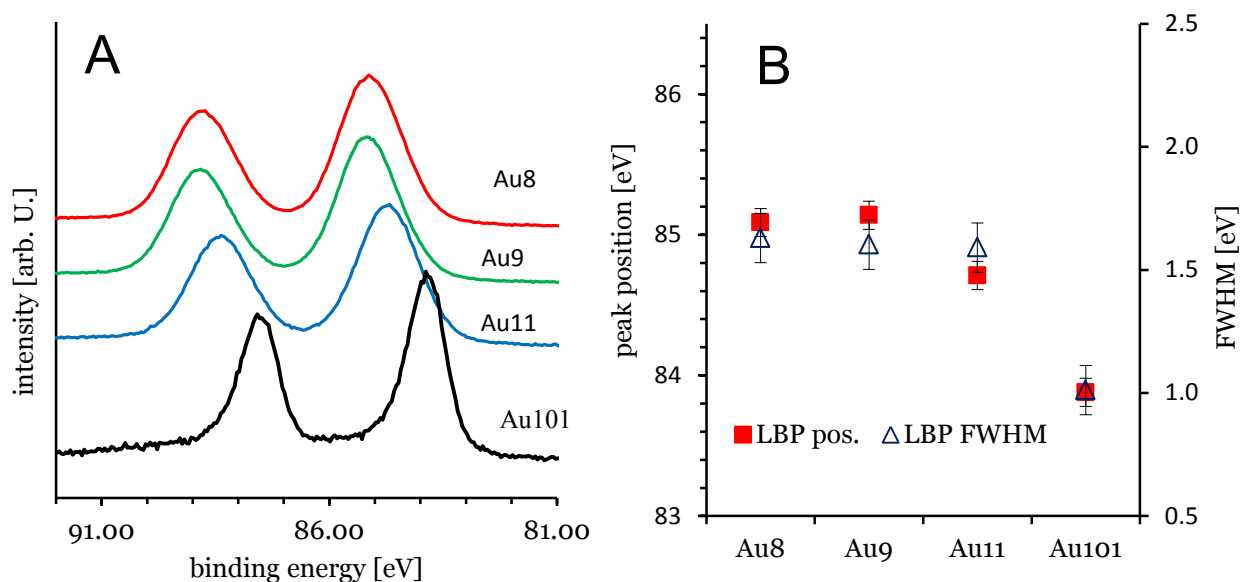 A
Au8
Au9
Au11
Au101
intensity [arb. U.]
91.00 86.00 81.00
binding energy [eV]
B
86
85
84
83
peak position [eV]
LBP pos. LBP FWHM
2.5
2.0
1.5
1.0
0.5
FWHM [eV]
Au8 Au9 Au11 Au101